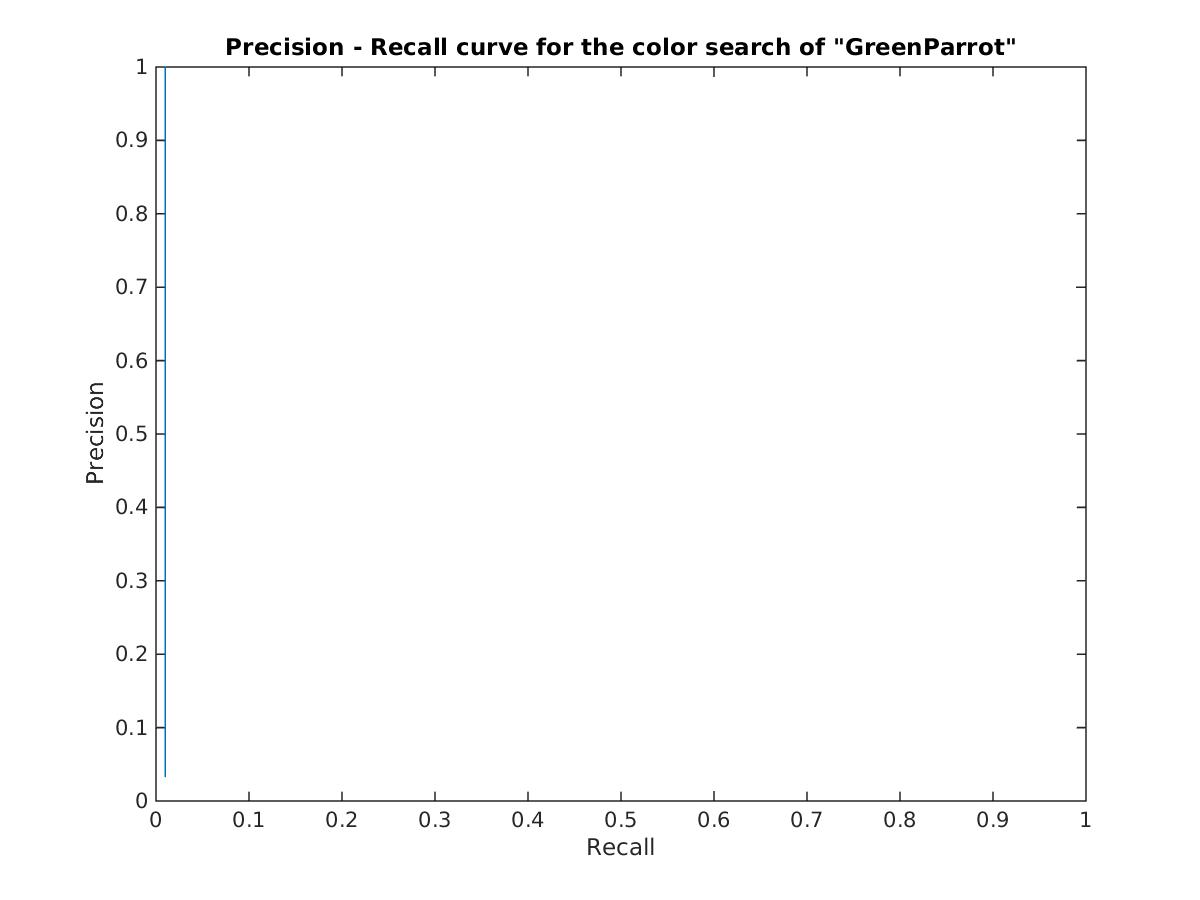 Precision - Recall curve for the color search of "GreenParrot"
1
0.9
0.8
0.7
0.6
0.5
0.4
0.3
0.2
0.1
0
Precision
0 0.1 0.2 0.3 0.4 0.5 0.6 0.7 0.8 0.9 1
Recall